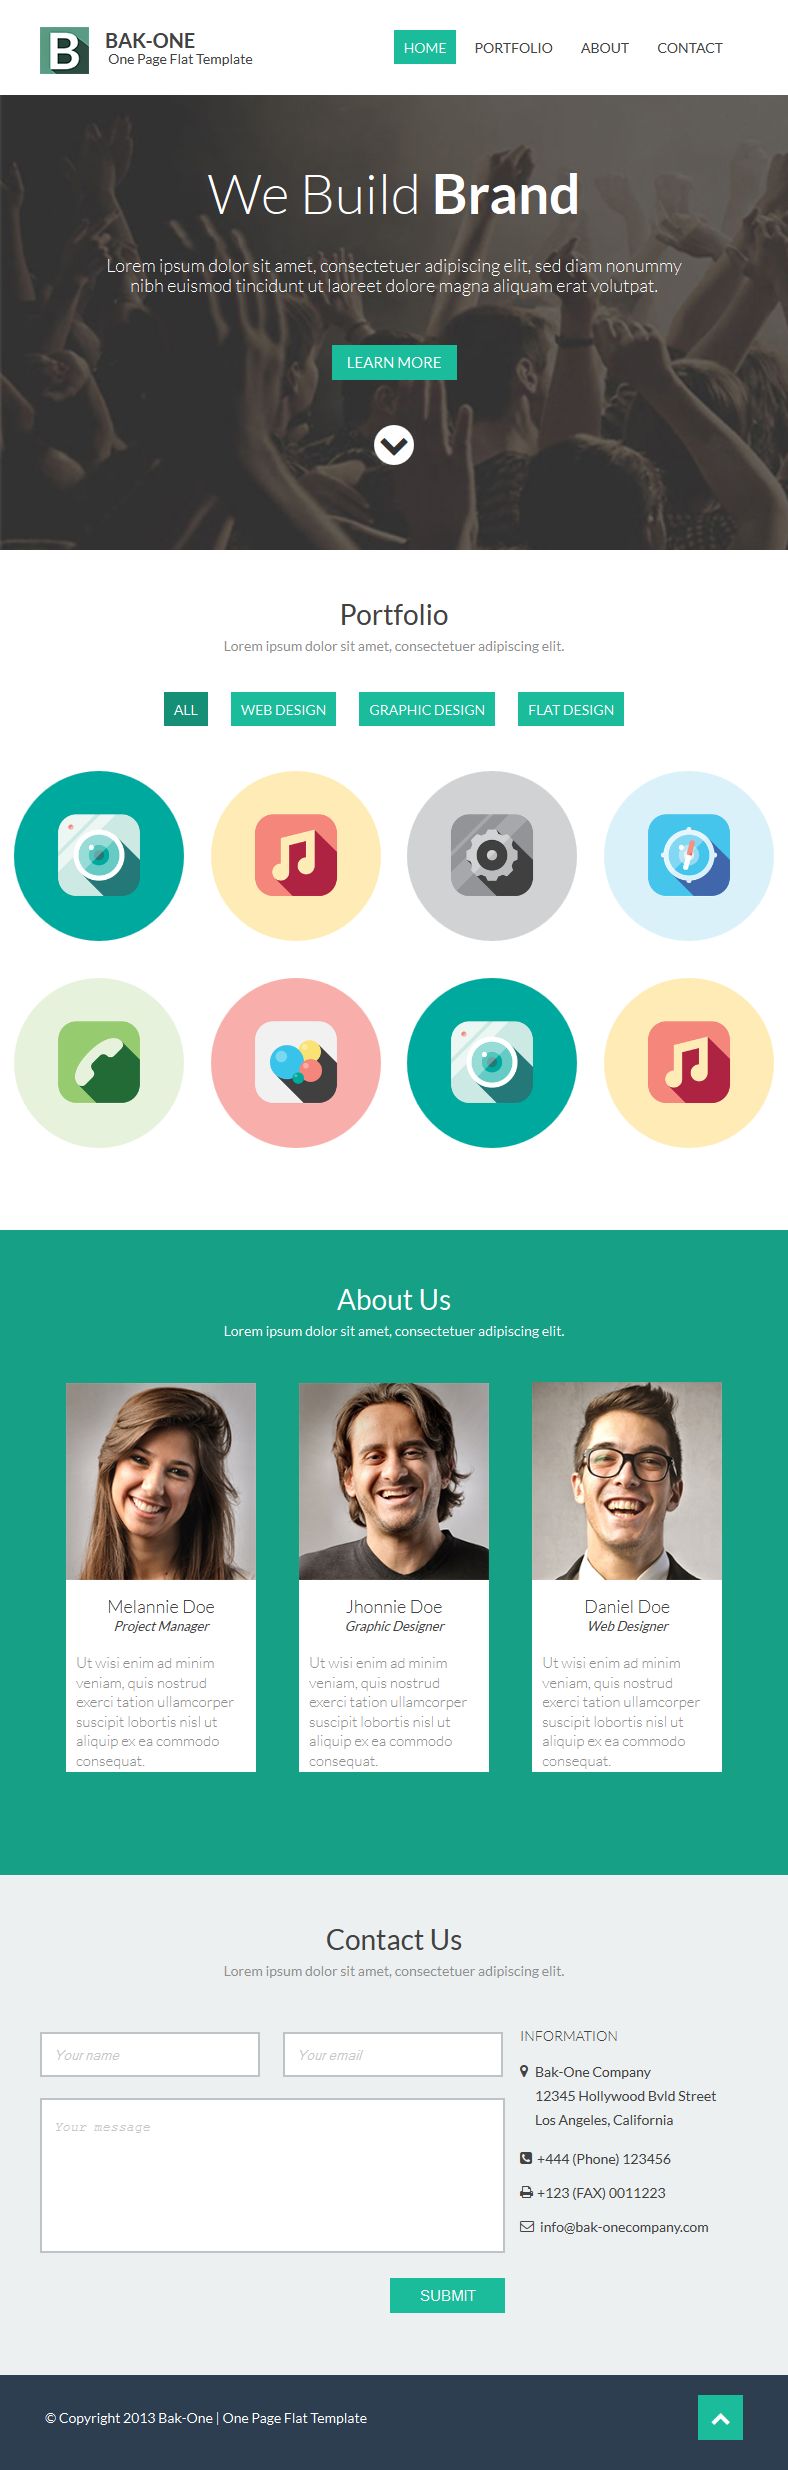 B
BAK-ONE
One Page Flat Template
HOME PORTFOLIO ABOUT CONTACT
We Build Brand
Lorem ipsum dolor sit amet, consectetuer adipiscing elit, sed diam nonummy
nibh euismod tincidunt ut laoreet dolore magna aliquam erat volutpat.
LEARN MORE
Portfolio
Lorem ipsum dolor sit amet, consectetuer adipiscing elit.
ALL WEB DESIGN GRAPHIC DESIGN FLAT DESIGN
About Us
Lorem ipsum dolor sit amet, consectetuer adipiscing elit.
Melannie Doe
Project Manager
Ut wisi enim ad minim
veniam, quis nostrud
exerci tation ullamcorper
suscipit lobortis nisl ut
aliquip ex ea commodo
consequat.
Jhonnie Doe
Graphic Designer
Ut wisi enim ad minim
veniam, quis nostrud
exerci tation ullamcorper
suscipit lobortis nisl ut
aliquip ex ea commodo
consequat.
Daniel Doe
Web Designer
Ut wisi enim ad minim
veniam, quis nostrud
exerci tation ullamcorper
suscipit lobortis nisl ut
aliquip ex ea commodo
consequat.
Contact Us
Lorem ipsum dolor sit amet, consectetuer adipiscing elit.
Your name
Your email
Your message
SUBMIT
INFORMATION
Bak-One Company
12345 Hollywood Bvld Street
Los Angeles, California
+444 (Phone) 123456
+123 (FAX) 0011223
info@bak-onecompany.com
© Copyright 2013 Bak-One | One Page Flat Template